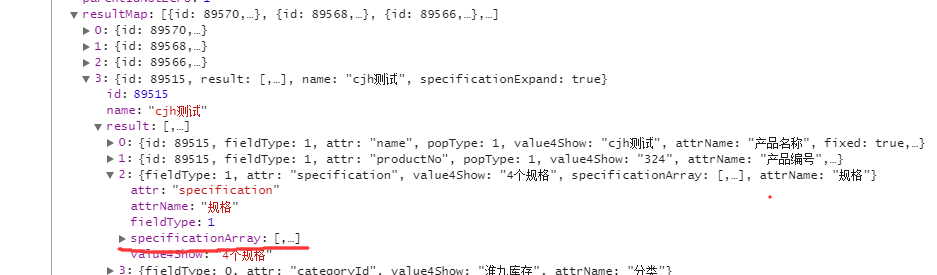 resultMap: [{id: 89570,…}, {id: 89568,…}, {id: 89566,…},…]
0: {id: 89570,…}
1: {id: 89568,…}
2: {id: 89566,…}
3: {id: 89515, result: [,…], name: "cjh测试", specificationExpand: true}
id: 89515
name: "cjh测试"
result: [,…]
0: {id: 89515, fieldType: 1, attr: "name", popType: 1, value4Show: "cjh测试", attrName: "产品名称", fixed: true,…}
1: {id: 89515, fieldType: 1, attr: "productNo", popType: 1, value4Show: "324", attrName: "产品编号",…}
2: {fieldType: 1, attr: "specification", value4Show: "4个规格", specificationArray: [,…], attrName: "规格"}
attr: "specification"
attrName: "规格"
fieldType: 1
specificationArray: [,…]
value4Show: "4个规格"
3: {fieldType: 0, attr: "categoryId", value4Show: "淮九库存", attrName: "分类"}